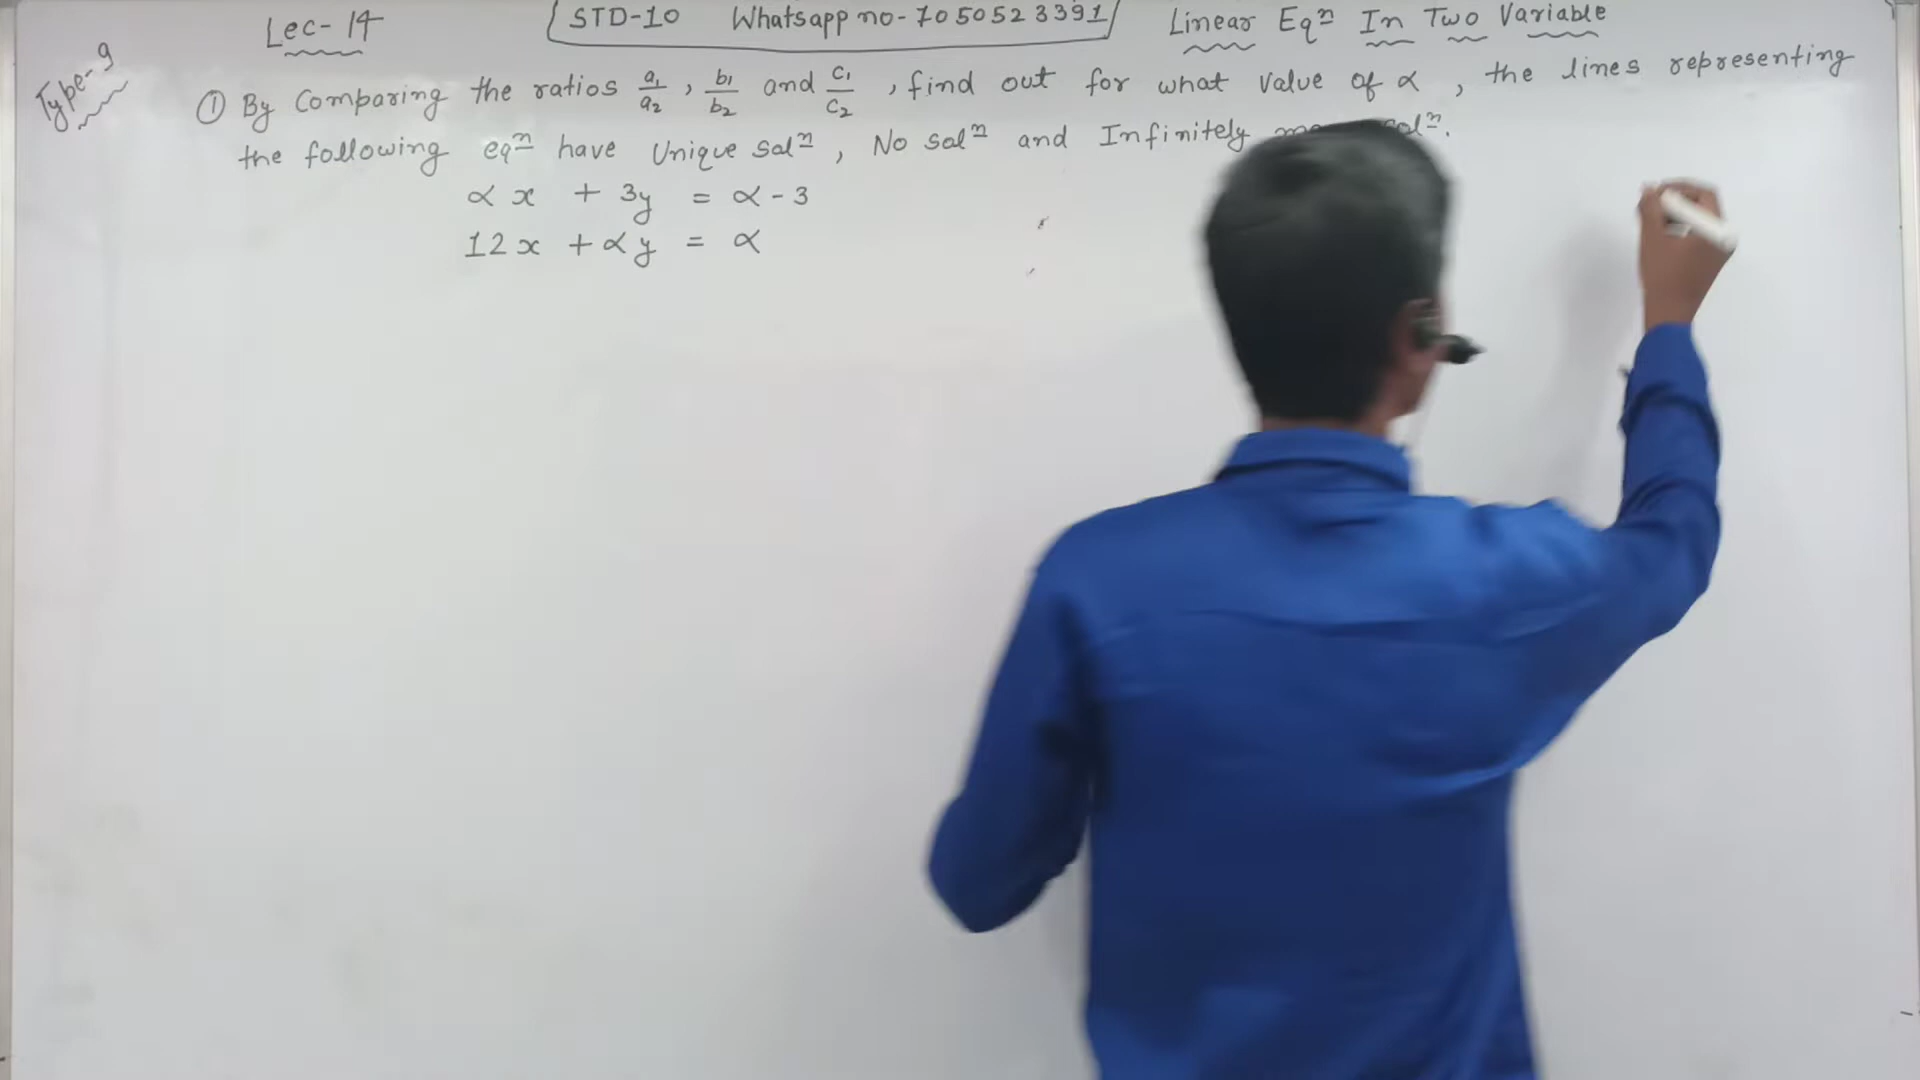 Lec-14 STD-10 Whatsapp no-7050523391 Linear Eqⁿ In Two Variable
Type-9
① By Comparing the ratios a₁/a₂, b₁/b₂ and c₁/c₂, find out for what value of α, the lines representing
the following eqⁿ have Unique solⁿ, No solⁿ and Infinitely solⁿ.
αx + 3y = α-3
12x + αy = α